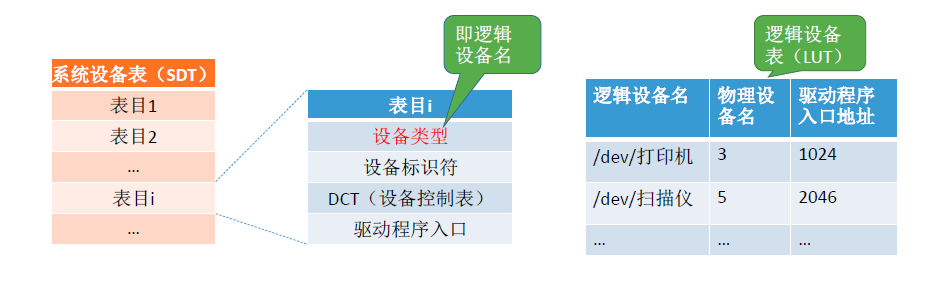 即逻辑
设备名
逻辑设备
表（LUT）
系统设备表（SDT）
表目1
表目2
...
表目i
...
表目i
设备类型
设备标识符
DCT（设备控制表）
驱动程序入口
逻辑设备名 物理设备名 驱动程序入口地址
/dev/打印机 3 1024
/dev/扫描仪 5 2046
... ... ...